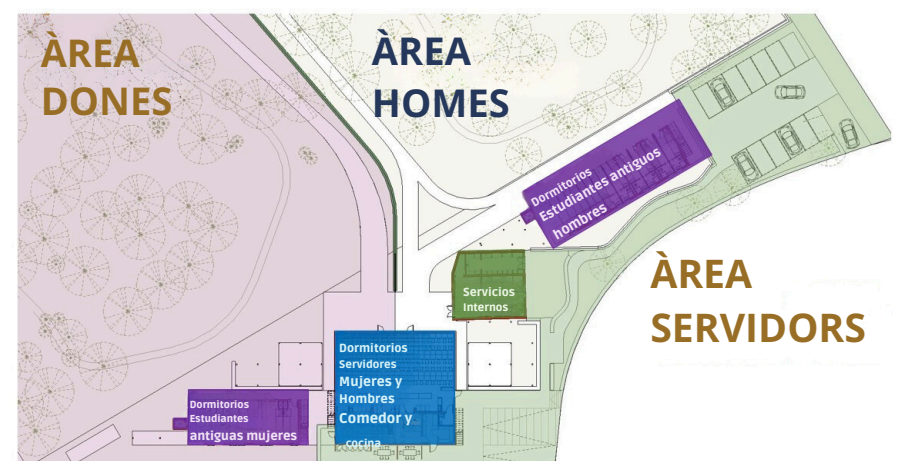 ÀREA
DONES
ÀREA
HOMES
Dormitorios
Estudiantes antiguos
hombres
ÀREA
SERVIDORS
Servicios
Internos
Dormitorios
Servidores
Mujeres y
Hombres
Comedor y
cocina
Dormitorios
Estudiantes
antiguas mujeres